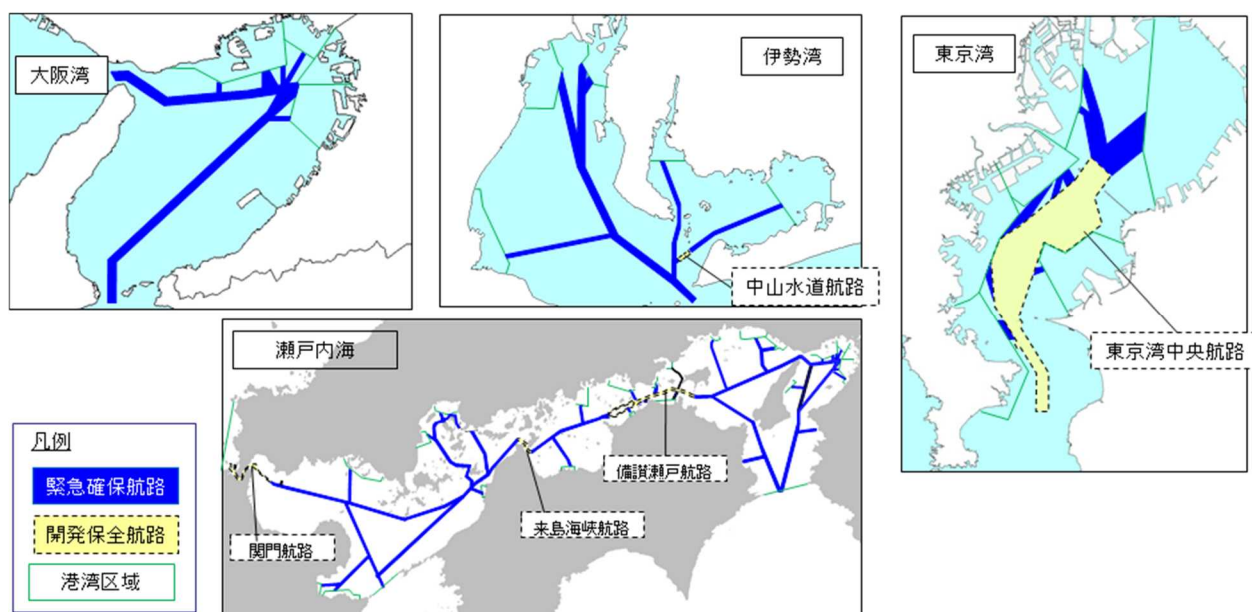 大阪湾
伊勢湾
中山水道航路
東京湾
東京湾中央航路
瀬戸内海
備讃瀬戸航路
来島海峡航路
関門航路
凡例
緊急確保航路
開発保全航路
港湾区域